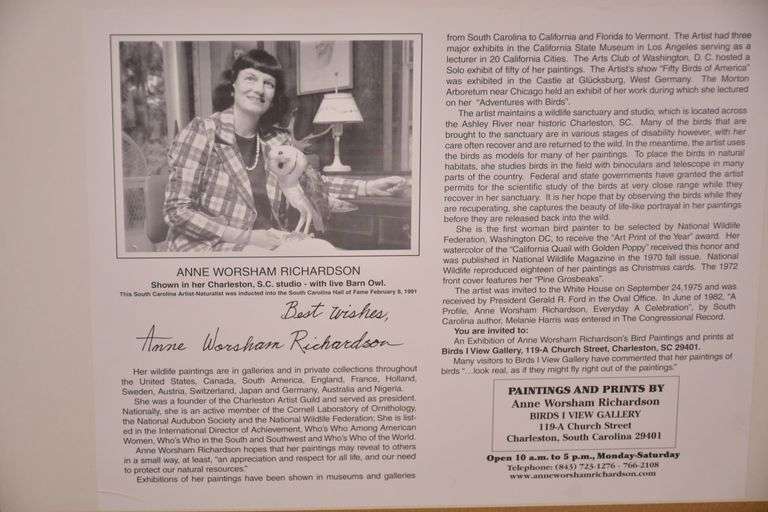 ANNE WORSHAM RICHARDSON
Shown in her Charleston, S.C. studio - with live Barn Owl.
This South Carolina Artist-Naturalist was inducted into the South Carolina Hall of Fame February 8, 1991
Best wishes,
Anne Worsham Richardson
Her wildlife paintings are in galleries and in private collections throughout
the United States, Canada, South America, England, France, Holland,
Sweden, Austria, Switzerland, Japan and Germany, Australia and Nigeria.
She was a founder of the Charleston Artist Guild and served as president.
Nationally, she is an active member of the Cornell Laboratory of Ornithology,
the National Audubon Society and the National Wildlife Federation. She is list-
ed in the International Director of Achievement, Who's Who Among American
Women, Who's Who in the South and Southwest and Who's Who of the World.
Anne Worsham Richardson hopes that her paintings may reveal to others
in a small way, at least, "an appreciation and respect for all life, and our need
to protect our natural resources."
Exhibitions of her paintings have been shown in museums and galleries
from South Carolina to California and Florida to Vermont. The Artist had three
major exhibits in the California State Museum in Los Angeles serving as a
lecturer in 20 California Cities. The Arts Club of Washington, D. C. hosted a
Solo exhibit of fifty of her paintings. The Artist's show "Fifty Birds of America"
was exhibited in the Castle at Glücksburg, West Germany. The Morton
Arboretum near Chicago held an exhibit of her work during which she lectured
on her "Adventures with Birds".
The artist maintains a wildlife sanctuary and studio, which is located across
the Ashley River near historic Charleston, SC. Many of the birds that are
brought to the sanctuary are in various stages of disability however, with her
care often recover and are returned to the wild. In the meantime, the artist uses
the birds as models for many of her paintings. To place the birds in natural
habitats, she studies birds in the field with binoculars and telescope in many
parts of the country. Federal and state governments have granted the artist
permits for the scientific study of the birds at very close range while they
recover in her sanctuary. It is her hope that by observing the birds while they
are recuperating, she captures the beauty of life-like portrayal in her paintings
before they are released back into the wild.
She is the first woman bird painter to be selected by National Wildlife
Federation, Washington DC, to receive the "Art Print of the Year" award. Her
watercolor of the "California Quail with Golden Poppy" received this honor and
was published in National Wildlife Magazine in the 1970 fall issue. National
Wildlife reproduced eighteen of her paintings as Christmas cards. The 1972
front cover features her "Pine Grosbeaks".
The artist was invited to the White House on September 24,1975 and was
received by President Gerald R. Ford in the Oval Office. In June of 1982, "A
Profile, Anne Worsham Richardson, Everyday A Celebration", by South
Carolina author, Melanie Harris was entered in The Congressional Record.
You are invited to:
An Exhibition of Anne Worsham Richardson's Bird Paintings and prints at
Birds I View Gallery, 119-A Church Street, Charleston, SC 29401.
Many visitors to Birds I View Gallery have commented that her paintings of
birds "...look real, as if they might fly right out of the paintings."
PAINTINGS AND PRINTS BY
Anne Worsham Richardson
BIRDS I VIEW GALLERY
119-A Church Street
Charleston, South Carolina 29401
Open 10 a.m. to 5 p.m., Monday-Saturday
Telephone: (843) 723-1276 - 766-2108
www.anneworshamrichardson.com